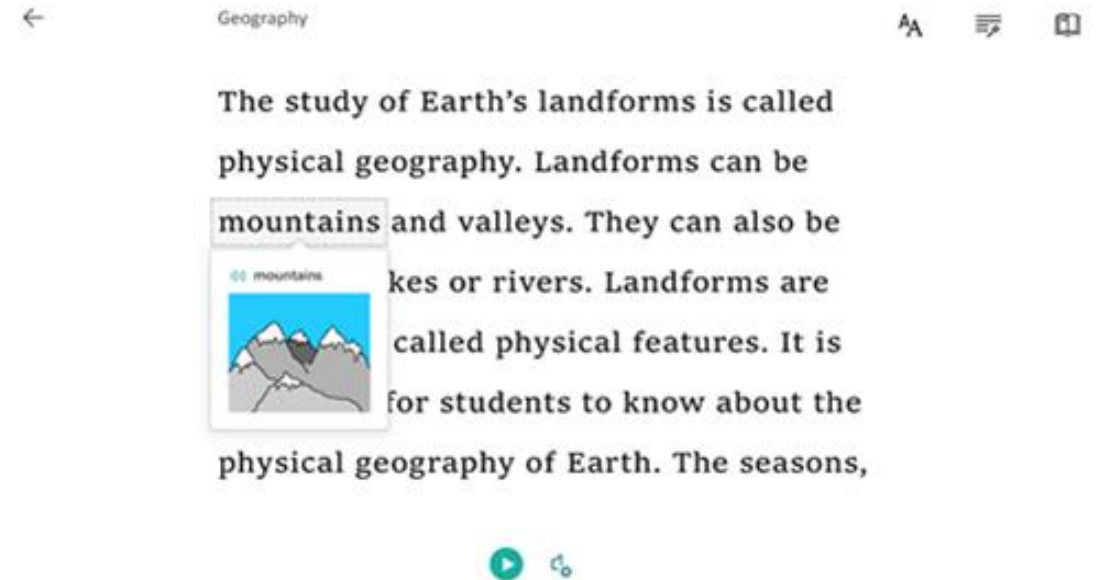 Geography
The study of Earth’s landforms is called
physical geography. Landforms can be
mountains and valleys. They can also be
mountains
kes or rivers. Landforms are
called physical features. It is
for students to know about the
physical geography of Earth. The seasons,